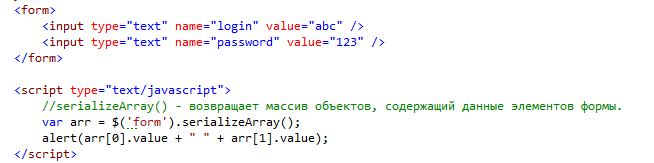 <form>
<input type="text" name="login" value="abc" />
<input type="text" name="password" value="123" />
</form>
<script type="text/javascript">
//serializeArray() - возвращает массив объектов, содержащий данные элементов формы.
var arr = $('form').serializeArray();
alert(arr[0].value + " " + arr[1].value);
</script>